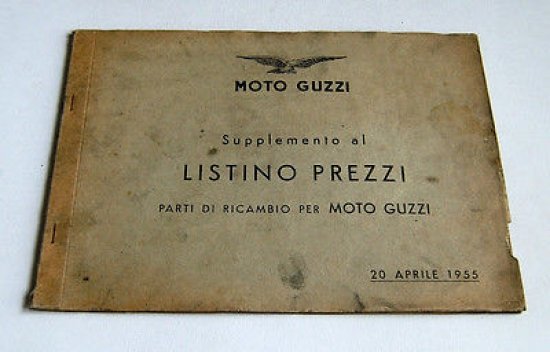 MOTO GUZZI
Supplemento al
LISTINO PREZZI
PARTI DI RICAMBIO PER MOTO GUZZI
20 APRILE 1955